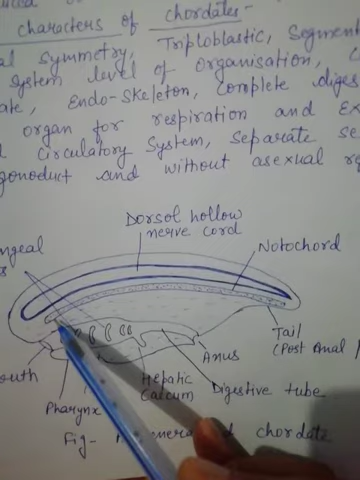 characters of chordates-
symmetry, Triploblastic, Segment
system level of organisation,
Endo-skeleton, complete diges
organ for respiration and Ex
circulatory system, separate se
gonoduct and without asexual
Dorsol hollow
nerve cord
Notochord
Tail
(Post Anal
Anus
Digestive tube
Hepatic
Calcum
Pharynx
Fig- chordate